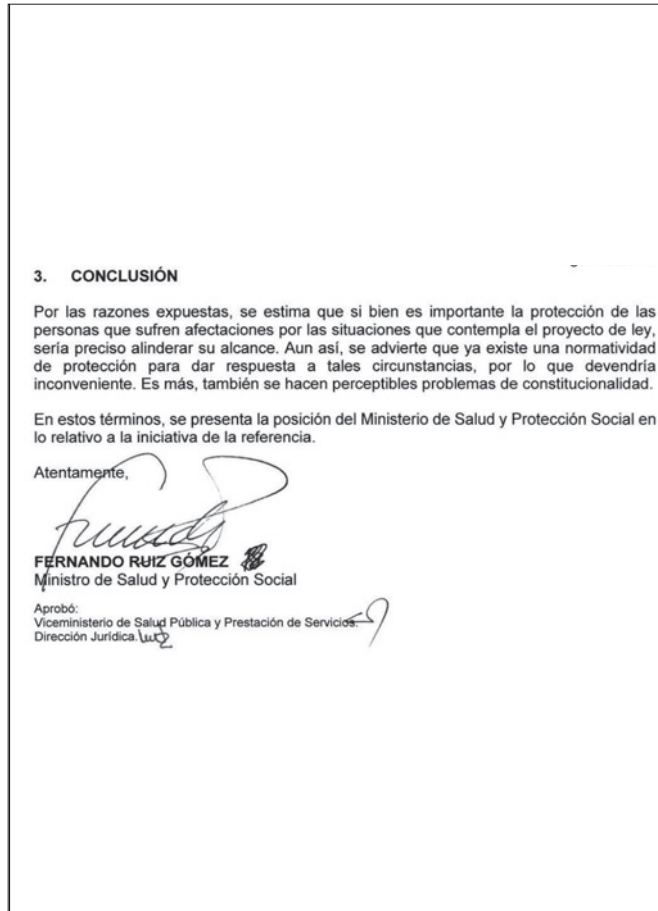 3. CONCLUSIÓN
Por las razones expuestas, se estima que si bien es importante la protección de las
personas que sufren afectaciones por las situaciones que contempla el proyecto de ley,
sería preciso alinderar su alcance. Aun así, se advierte que ya existe una normatividad
de protección para dar respuesta a tales circunstancias, por lo que devendría
inconveniente. Es más, también se hacen perceptibles problemas de constitucionalidad.
En estos términos, se presenta la posición del Ministerio de Salud y Protección Social en
lo relativo a la iniciativa de la referencia.
Atentamente,
FERNANDO RUIZ GÓMEZ
Ministro de Salud y Protección Social
Aprobó:
Viceministerio de Salud Pública y Prestación de Servicios.
Dirección Jurídica.